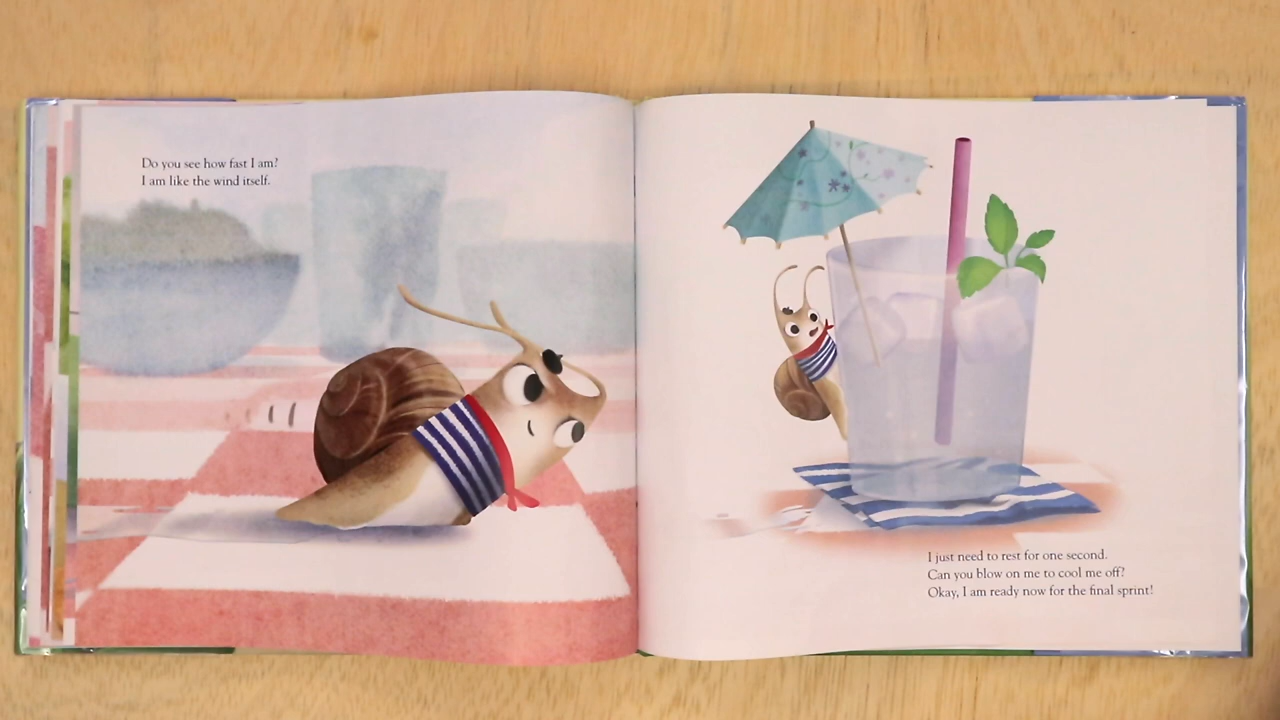 Do you see how fast I am?
I am like the wind itself.
I just need to rest for one second.
Can you blow on me to cool me off?
Okay, I am ready now for the final sprint!